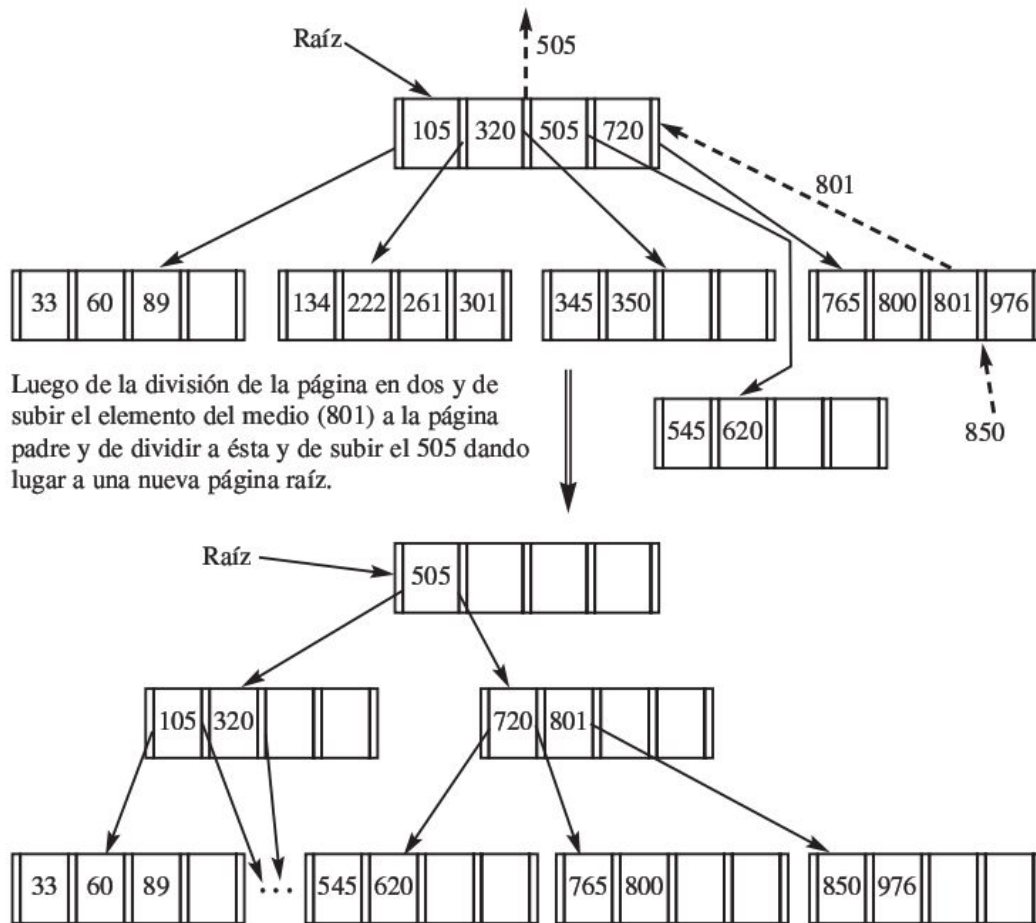 505
Raíz
105 320 505 720
801
33 60 89
134 222 261 301
345 350
765 800 801 976
Luego de la división de la página en dos y de
subir el elemento del medio (801) a la página
padre y de dividir a ésta y de subir el 505 dando
lugar a una nueva página raíz.
545 620
850
Raíz
505
105 320
720 801
33 60 89
...
545 620
765 800
850 976